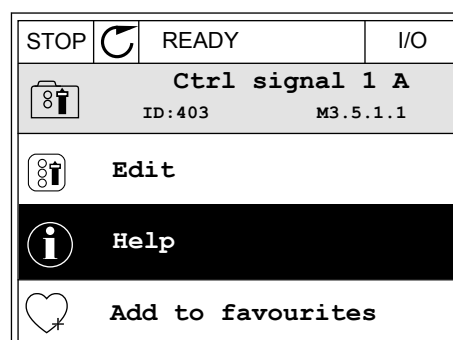 STOP READY I/O
Ctrl signal 1 A
ID:403 M3.5.1.1
Edit
Help
Add to favourites